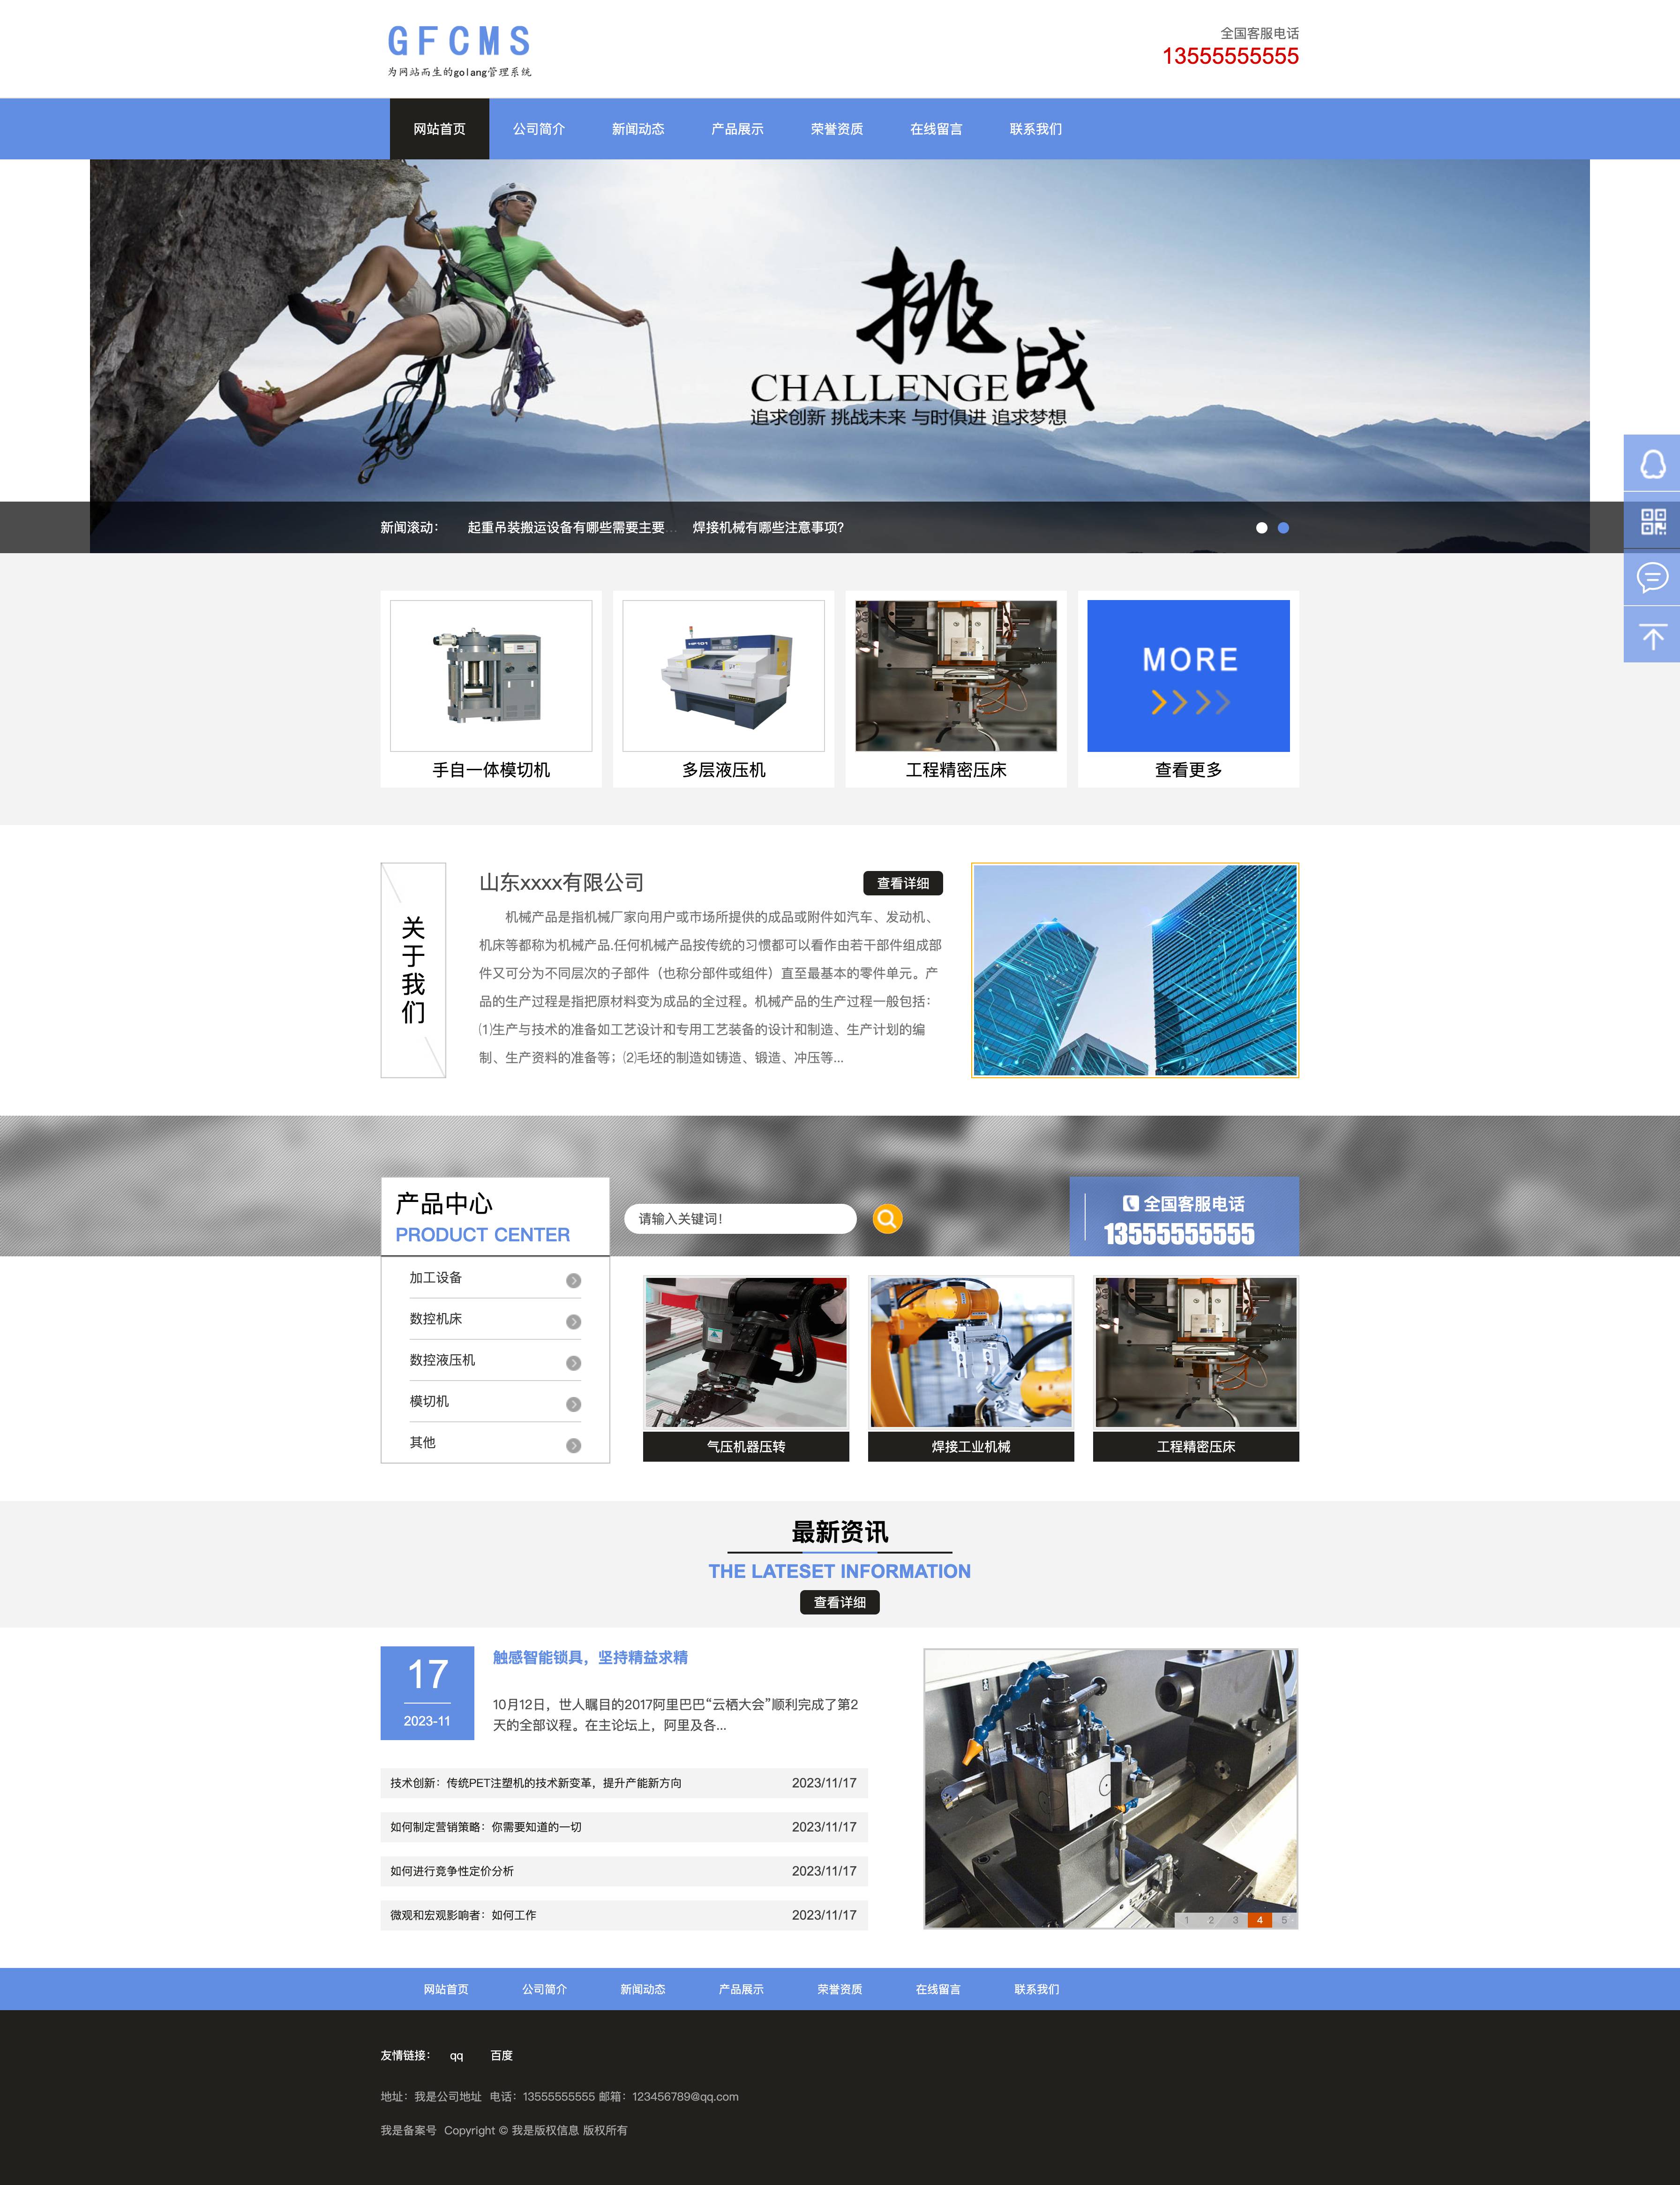 GFCMS
为网站而生的golang管理系统
全国客服电话
13555555555
网站首页 公司简介 新闻动态 产品展示 荣誉资质 在线留言 联系我们
挑战
CHALLENGE
追求创新 挑战未来 与时俱进 追求梦想
新闻滚动： 起重吊装搬运设备有哪些需要主要... 焊接机械有哪些注意事项?
MORE
手自一体模切机 多层液压机 工程精密压床 查看更多
关于我们
山东xxxx有限公司
查看详细
机械产品是指机械厂家向用户或市场所提供的成品或附件如汽车、发动机、
机床等都称为机械产品.任何机械产品按传统的习惯都可以看作由若干部件组成部
件又可分为不同层次的子部件（也称分部件或组件）直至最基本的零件单元。产
品的生产过程是指把原材料变为成品的全过程。机械产品的生产过程一般包括：
⑴生产与技术的准备如工艺设计和专用工艺装备的设计和制造、生产计划的编
制、生产资料的准备等；⑵毛坯的制造如铸造、锻造、冲压等...
产品中心
PRODUCT CENTER
请输入关键词！
全国客服电话
13555555555
加工设备
数控机床
数控液压机
模切机
其他
气压机器压转 焊接工业机械 工程精密压床
最新资讯
THE LATESET INFORMATION
查看详细
17
2023-11
触感智能锁具，坚持精益求精
10月12日，世人瞩目的2017阿里巴巴“云栖大会”顺利完成了第2
天的全部议程。在主论坛上，阿里及各...
技术创新：传统PET注塑机的技术新变革，提升产能新方向 2023/11/17
如何制定营销策略：你需要知道的一切 2023/11/17
如何进行竞争性定价分析 2023/11/17
微观和宏观影响者：如何工作 2023/11/17
1 2 3 4 5
网站首页 公司简介 新闻动态 产品展示 荣誉资质 在线留言 联系我们
友情链接： qq 百度
地址：我是公司地址 电话：13555555555 邮箱：123456789@qq.com
我是备案号 Copyright © 我是版权信息 版权所有